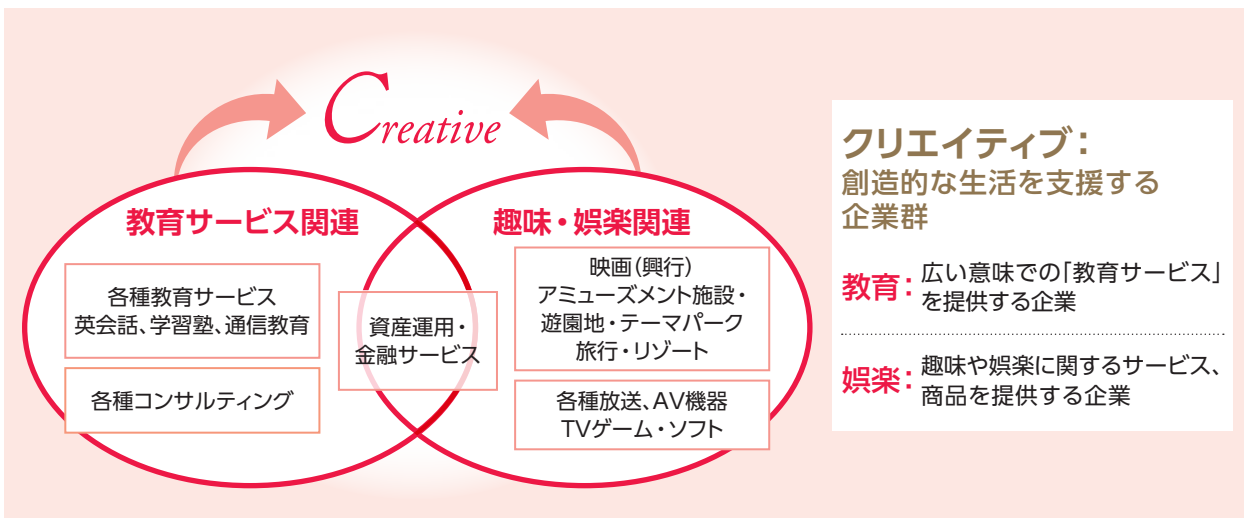 Creative
教育サービス関連
各種教育サービス
英会話、学習塾、通信教育
各種コンサルティング
資産運用・
金融サービス
趣味・娯楽関連
映画(興行)
アミューズメント施設・
遊園地・テーマパーク
旅行・リゾート
各種放送、AV機器
TVゲーム・ソフト
クリエイティブ：
創造的な生活を支援する
企業群
教育：広い意味での「教育サービス」
を提供する企業
娯楽：趣味や娯楽に関するサービス、
商品を提供する企業